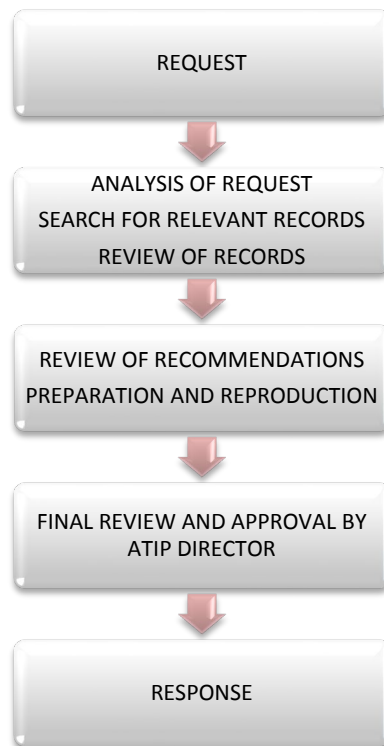 REQUEST
ANALYSIS OF REQUEST
SEARCH FOR RELEVANT RECORDS
REVIEW OF RECORDS
REVIEW OF RECOMMENDATIONS
PREPARATION AND REPRODUCTION
FINAL REVIEW AND APPROVAL BY
ATIP DIRECTOR
RESPONSE